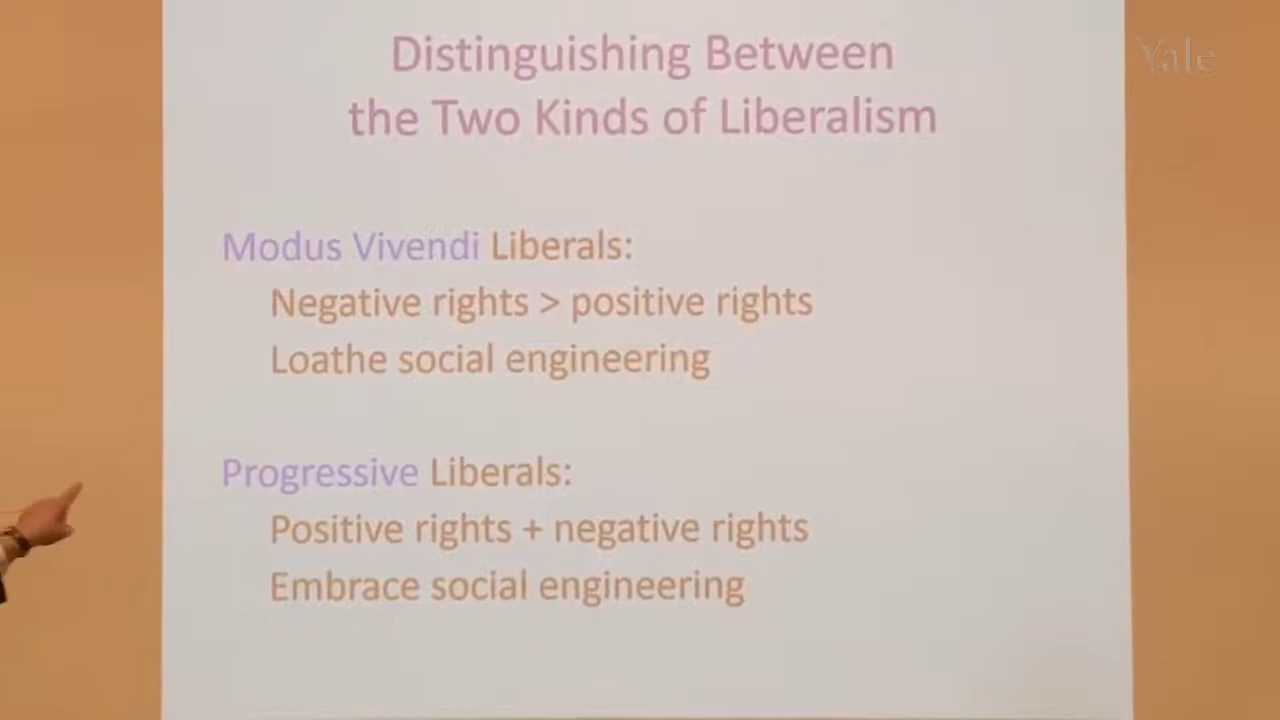 Yale
Distinguishing Between
the Two Kinds of Liberalism
Modus Vivendi Liberals:
Negative rights > positive rights
Loathe social engineering
Progressive Liberals:
Positive rights + negative rights
Embrace social engineering